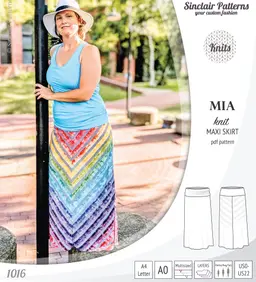 Sinclair Patterns
your custom fashion
Knits
MIA
knit
MAXI SKIRT
pdf pattern
A4
Letter
A0
LAYERS
US0-
US22
1016